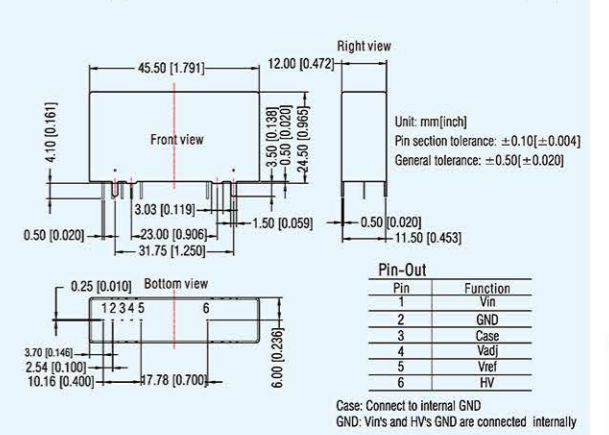 Right view
45.50 [1.791]
12.00 [0.472]
4.10 [0.161]
Front view
3.50 [0.138]
0.50 [0.020]
24.50 [0.965]
Unit: mm[inch]
Pin section tolerance: ±0.10[±0.004]
General tolerance: ±0.50[±0.020]
3.03 [0.119]
1.50 [0.059]
0.50 [0.020]
23.00 [0.906]
0.50 [0.020]
11.50 [0.453]
31.75 [1.250]
0.25 [0.010]
Bottom view
1 2 3 4 5 6
3.70 [0.146]
2.54 [0.100]
10.16 [0.400]
17.78 [0.700]
6.00 [0.236]
Pin-Out
Pin Function
1 Vin
2 GND
3 Case
4 Vadj
5 Vref
6 HV
Case: Connect to internal GND
GND: Vin's and HV's GND are connected internally